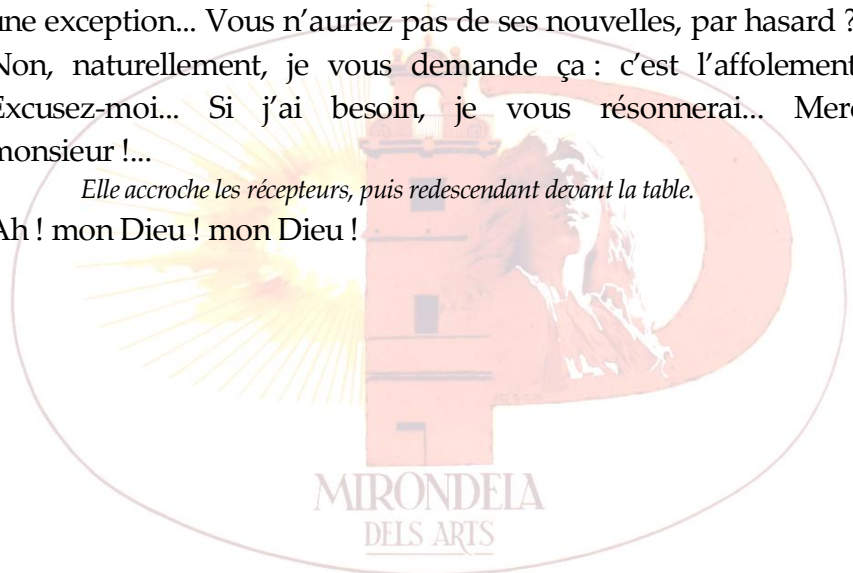 une exception... Vous n’auriez pas de ses nouvelles, par hasard ?
Non, naturellement, je vous demande ça : c’est l’affolement
Excusez-moi... Si j’ai besoin, je vous résonnerai... Merc
monsieur !...
Elle accroche les récepteurs, puis redescendant devant la table.
Ah ! mon Dieu ! mon Dieu !
MIRONDELA
DELS ARTS